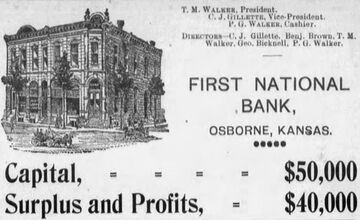 T. M. WALKER, President.
C. J. GILLETTE, Vice-President.
P. G. WALKER, Cashier.
DIRECTORS—C. J. Gillette, Benj. Brown, T. M.
Walker, Geo. Bicknell, P. G. Walker.
FIRST NATIONAL
BANK,
OSBORNE, KANSAS.
Capital, = = = = $50,000
Surplus and Profits, = $40,000